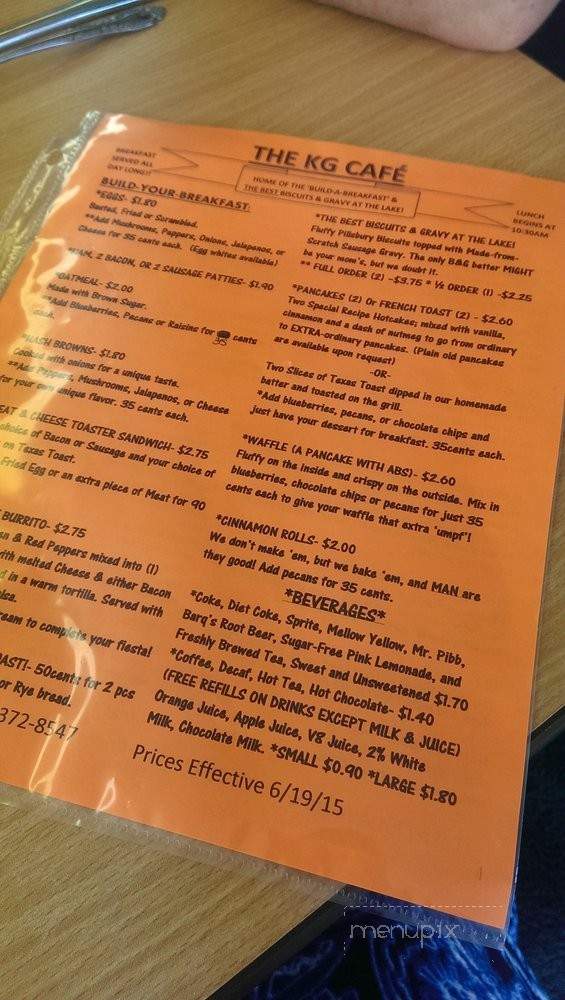 THE KG CAFÉ
BREAKFAST
SERVED ALL
DAY LONG!!
HOME OF THE 'BUILD-A-BREAKFAST' &
THE BEST BISCUITS & GRAVY AT THE LAKE!
LUNCH
BEGINS AT
10:30AM
BUILD-YOUR-BREAKFAST:
*EGGS- $1.80
Basted, Fried or Scrambled.
**Add Mushrooms, Peppers, Onions, Jalapenos, or
Cheese for 35 cents each. (Egg whites available)
*HAM, 2 BACON, OR 2 SAUSAGE PATTIES- $1.90
*OATMEAL- $2.00
Made with Brown Sugar.
**Add Blueberries, Pecans or Raisins for cents
each.
*HASH BROWNS- $1.80
Cooked with onions for a unique taste.
**Add Peppers, Mushrooms, Jalapenos, or Cheese
for your own unique flavor. 35 cents each.
& CHEESE TOASTER SANDWICH- $2.75
choice of Bacon or Sausage and your choice of
on Texas Toast.
Fried Egg or an extra piece of Meat for 90
BURRITO- $2.75
& Red Peppers mixed into (1)
with melted Cheese & either Bacon
in a warm tortilla. Served with
to complete your fiesta!
50cents for 2 pcs
or Rye bread.
372-8547
*THE BEST BISCUITS & GRAVY AT THE LAKE!
Fluffy Pillsbury Biscuits topped with Made-from-
Scratch Sausage Gravy. The only B&G better MIGHT
be your mom's, but we doubt it.
** FULL ORDER (2) -$3.75 * ½ ORDER (1) -$2.25
*PANCAKES (2) Or FRENCH TOAST (2) - $2.60
Two Special Recipe Hotcakes; mixed with vanilla,
cinnamon and a dash of nutmeg to go from ordinary
to EXTRA-ordinary pancakes. (Plain old pancakes
are available upon request)
-OR-
Two Slices of Texas Toast dipped in our homemade
better and toasted on the grill.
*Add blueberries, pecans, or chocolate chips and
just have your dessert for breakfast. 35cents each.
*WAFFLE (A PANCAKE WITH ABS)- $2.60
Fluffy on the inside and crispy on the outside. Mix in
blueberries, chocolate chips or pecans for just 35
cents each to give your waffle that extra 'umpf'!
*CINNAMON ROLLS- $2.00
We don't make 'em, but we bake 'em, and MAN are
they good! Add pecans for 35 cents.
*BEVERAGES*
*Coke, Diet Coke, Sprite, Mellow Yellow, Mr. Pibb,
Barq's Root Beer, Sugar-Free Pink Lemonade, and
Freshly Brewed Tea, Sweet and Unsweetened $1.70
*Coffee, Decaf, Hot Tea, Hot Chocolate- $1.40
(FREE REFILLS ON DRINKS EXCEPT MILK & JUICE)
Orange Juice, Apple Juice, V8 Juice, 2% White
Milk, Chocolate Milk. *SMALL $0.90 *LARGE $1.80
Prices Effective 6/19/15
menupix